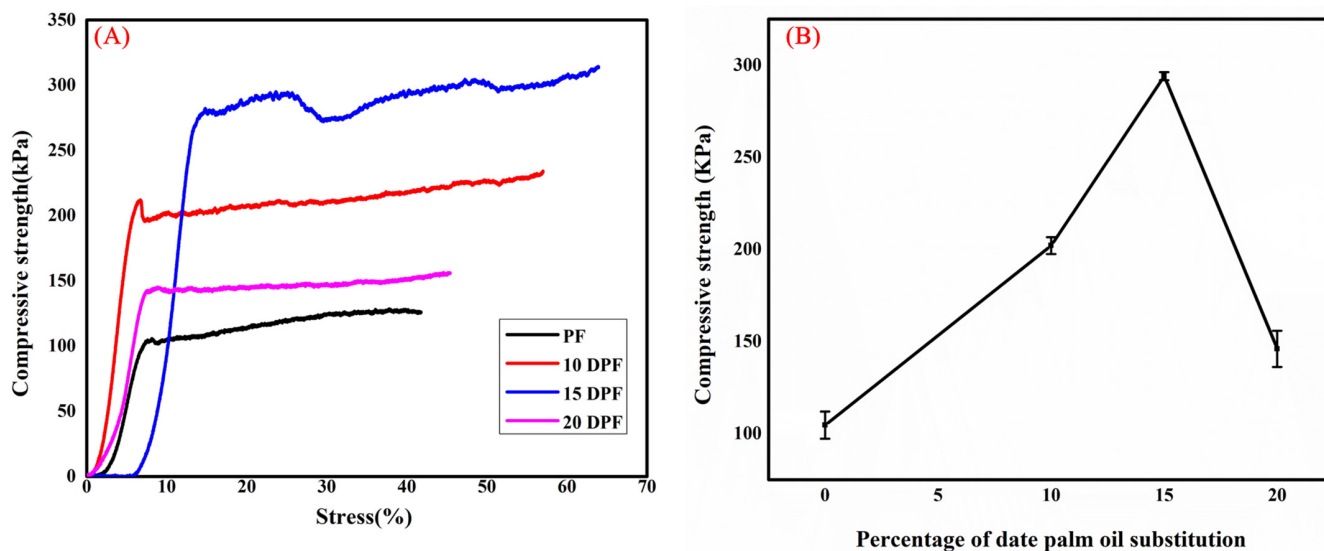 (A)
Compressive strength(kPa)
350
300
250
200
150
100
50
0
0 10 20 30 40 50 60 70
Stress(%)
PF
10 DPF
15 DPF
20 DPF
(B)
Compressive strength (KPa)
300
250
200
150
100
0 5 10 15 20
Percentage of date palm oil substitution